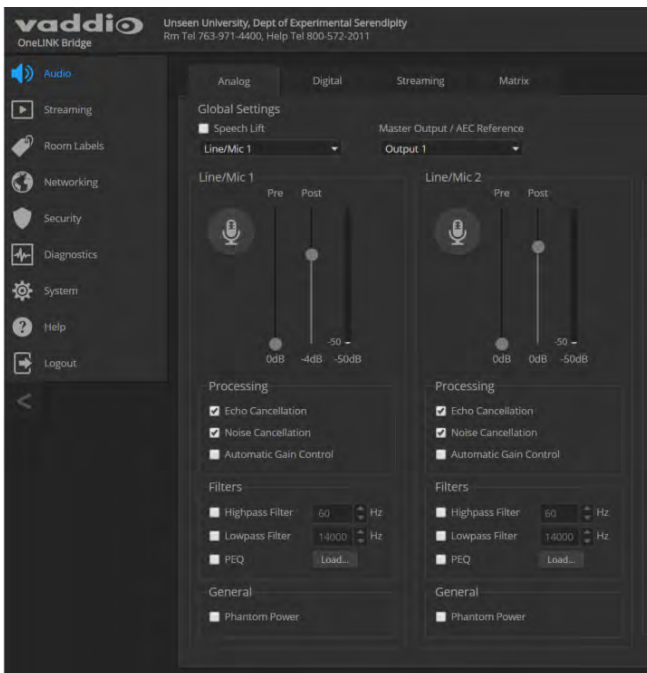 vaddio
OneLINK Bridge
Unseen University, Dept of Experimental Serendipity
Rm Tel 763-971-4400, Help Tel 800-572-2011
Audio
Streaming
Room Labels
Networking
Security
Diagnostics
System
Help
Logout
<
Analog Digital Streaming Matrix
Global Settings
Speech Lift Master Output / AEC Reference
Line/Mic 1 Output 1
Line/Mic 1
Pre Post
-50
0dB -4dB -50dB
Processing
Echo Cancellation
Noise Cancellation
Automatic Gain Control
Filters
Highpass Filter 60 Hz
Lowpass Filter 14000 Hz
PEQ Load...
General
Phantom Power
Line/Mic 2
Pre Post
-50
0dB 0dB -50dB
Processing
Echo Cancellation
Noise Cancellation
Automatic Gain Control
Filters
Highpass Filter 60 Hz
Lowpass Filter 14000 Hz
PEQ Load...
General
Phantom Power